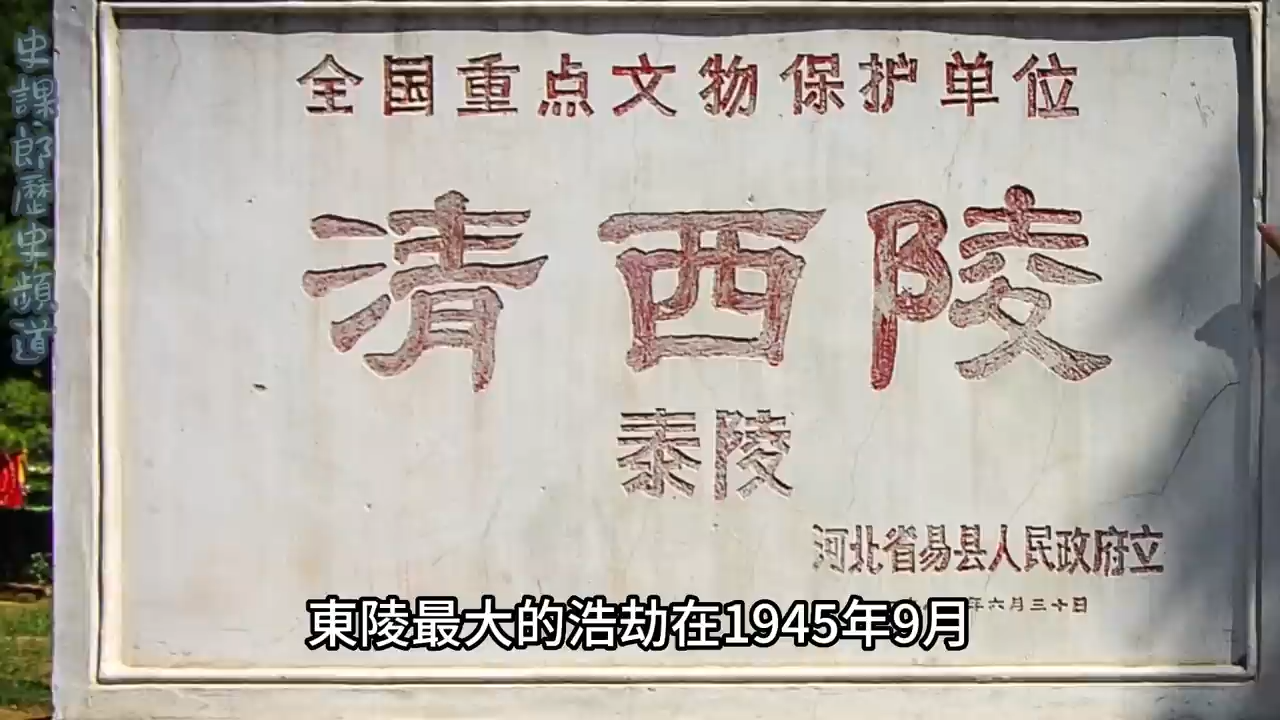 史課郎歷史頻道
全国重点文物保护单位
清西陵
泰陵
河北省易县人民政府立
年六月三十日
東陵最大的浩劫在1945年9月